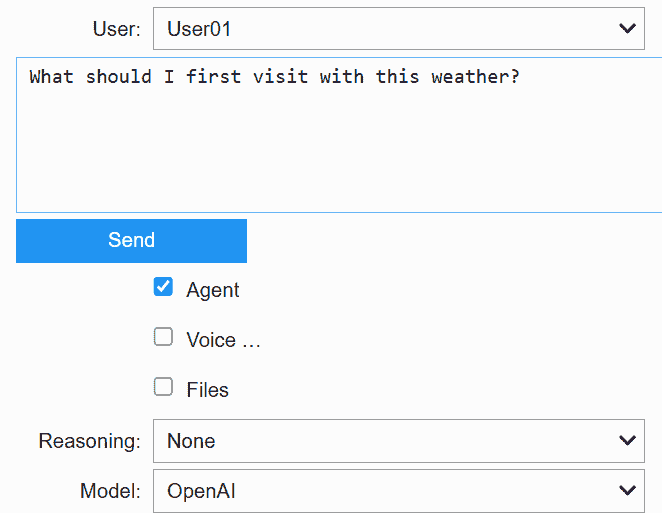 User: User01
What should I first visit with this weather?
Send
Agent
Voice …
Files
Reasoning: None
Model: OpenAI